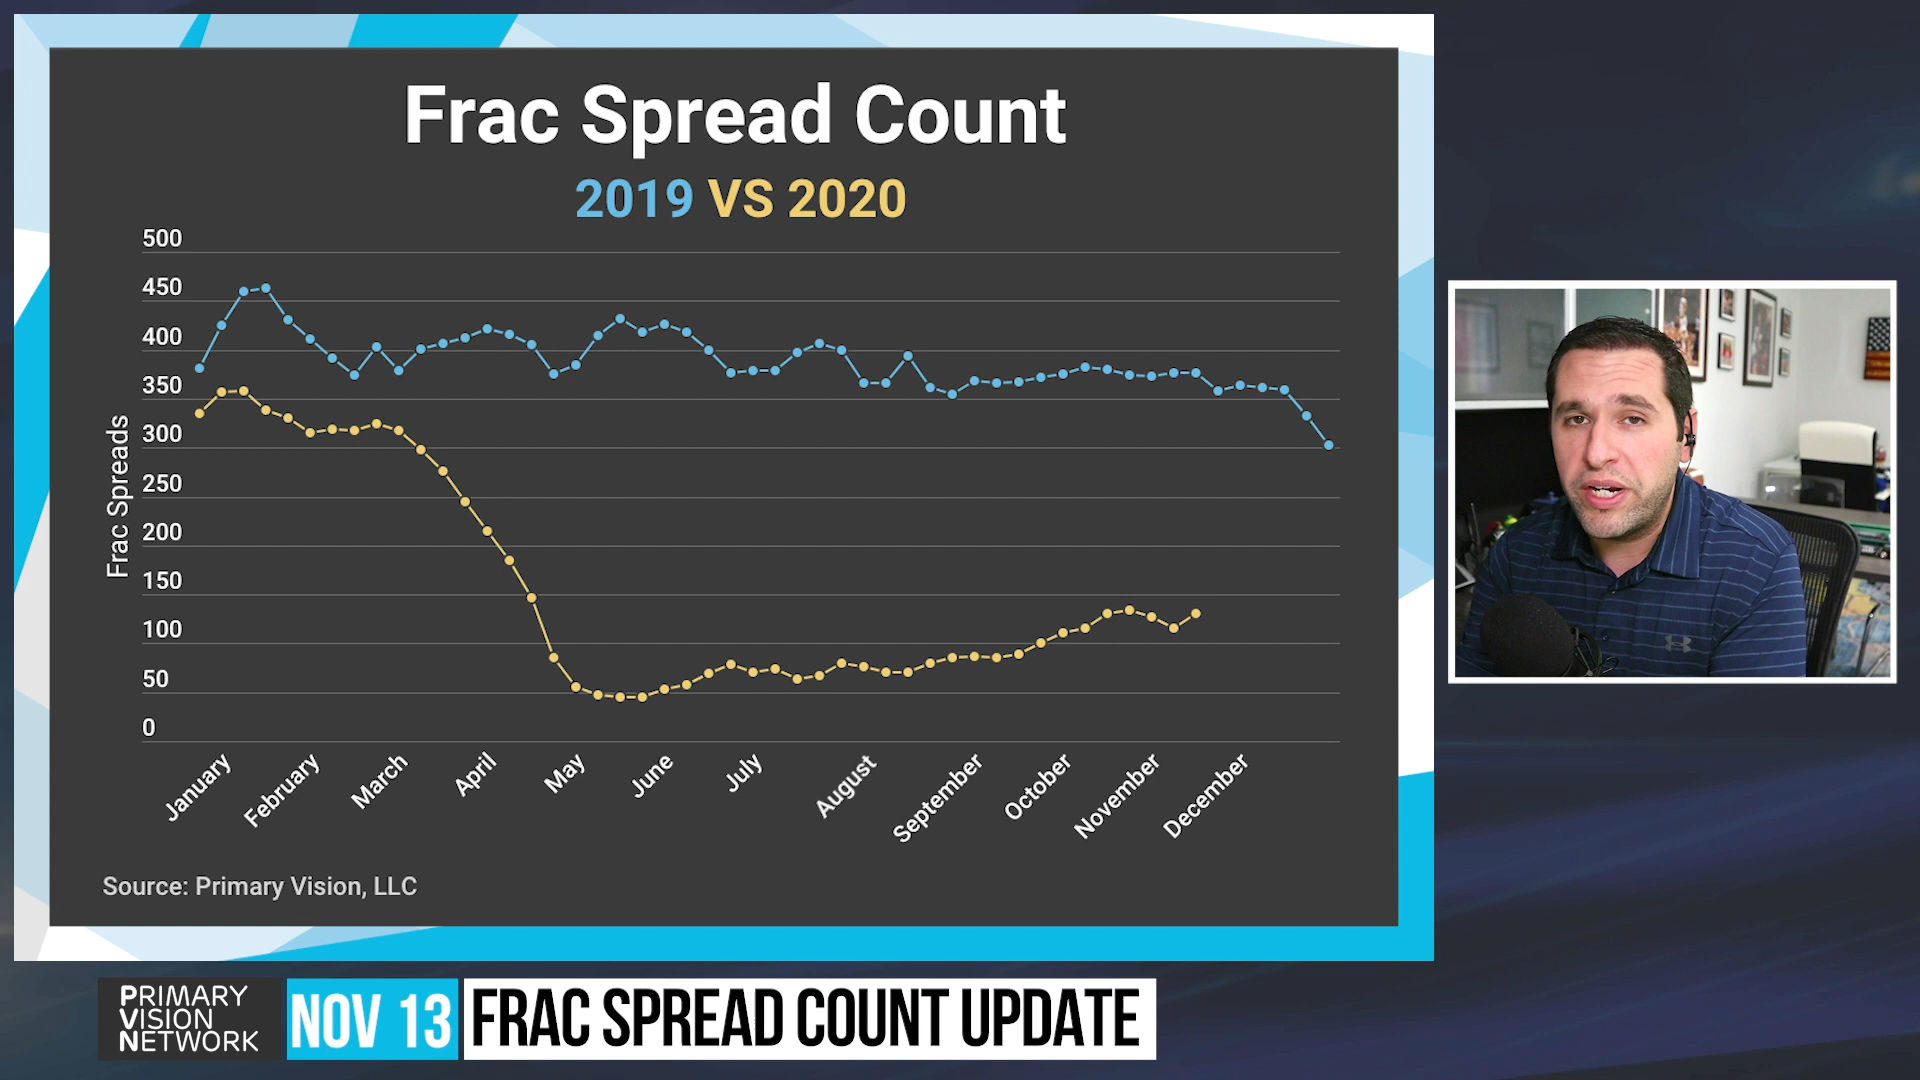 Frac Spread Count
2019 VS 2020
500
450
400
350
300
250
200
150
100
50
0
Frac Spreads
January
February
March
April
May
June
July
August
September
October
November
December
Source: Primary Vision, LLC
PRIMARY
VISION
NETWORK
NOV 13
FRAC SPREAD COUNT UPDATE